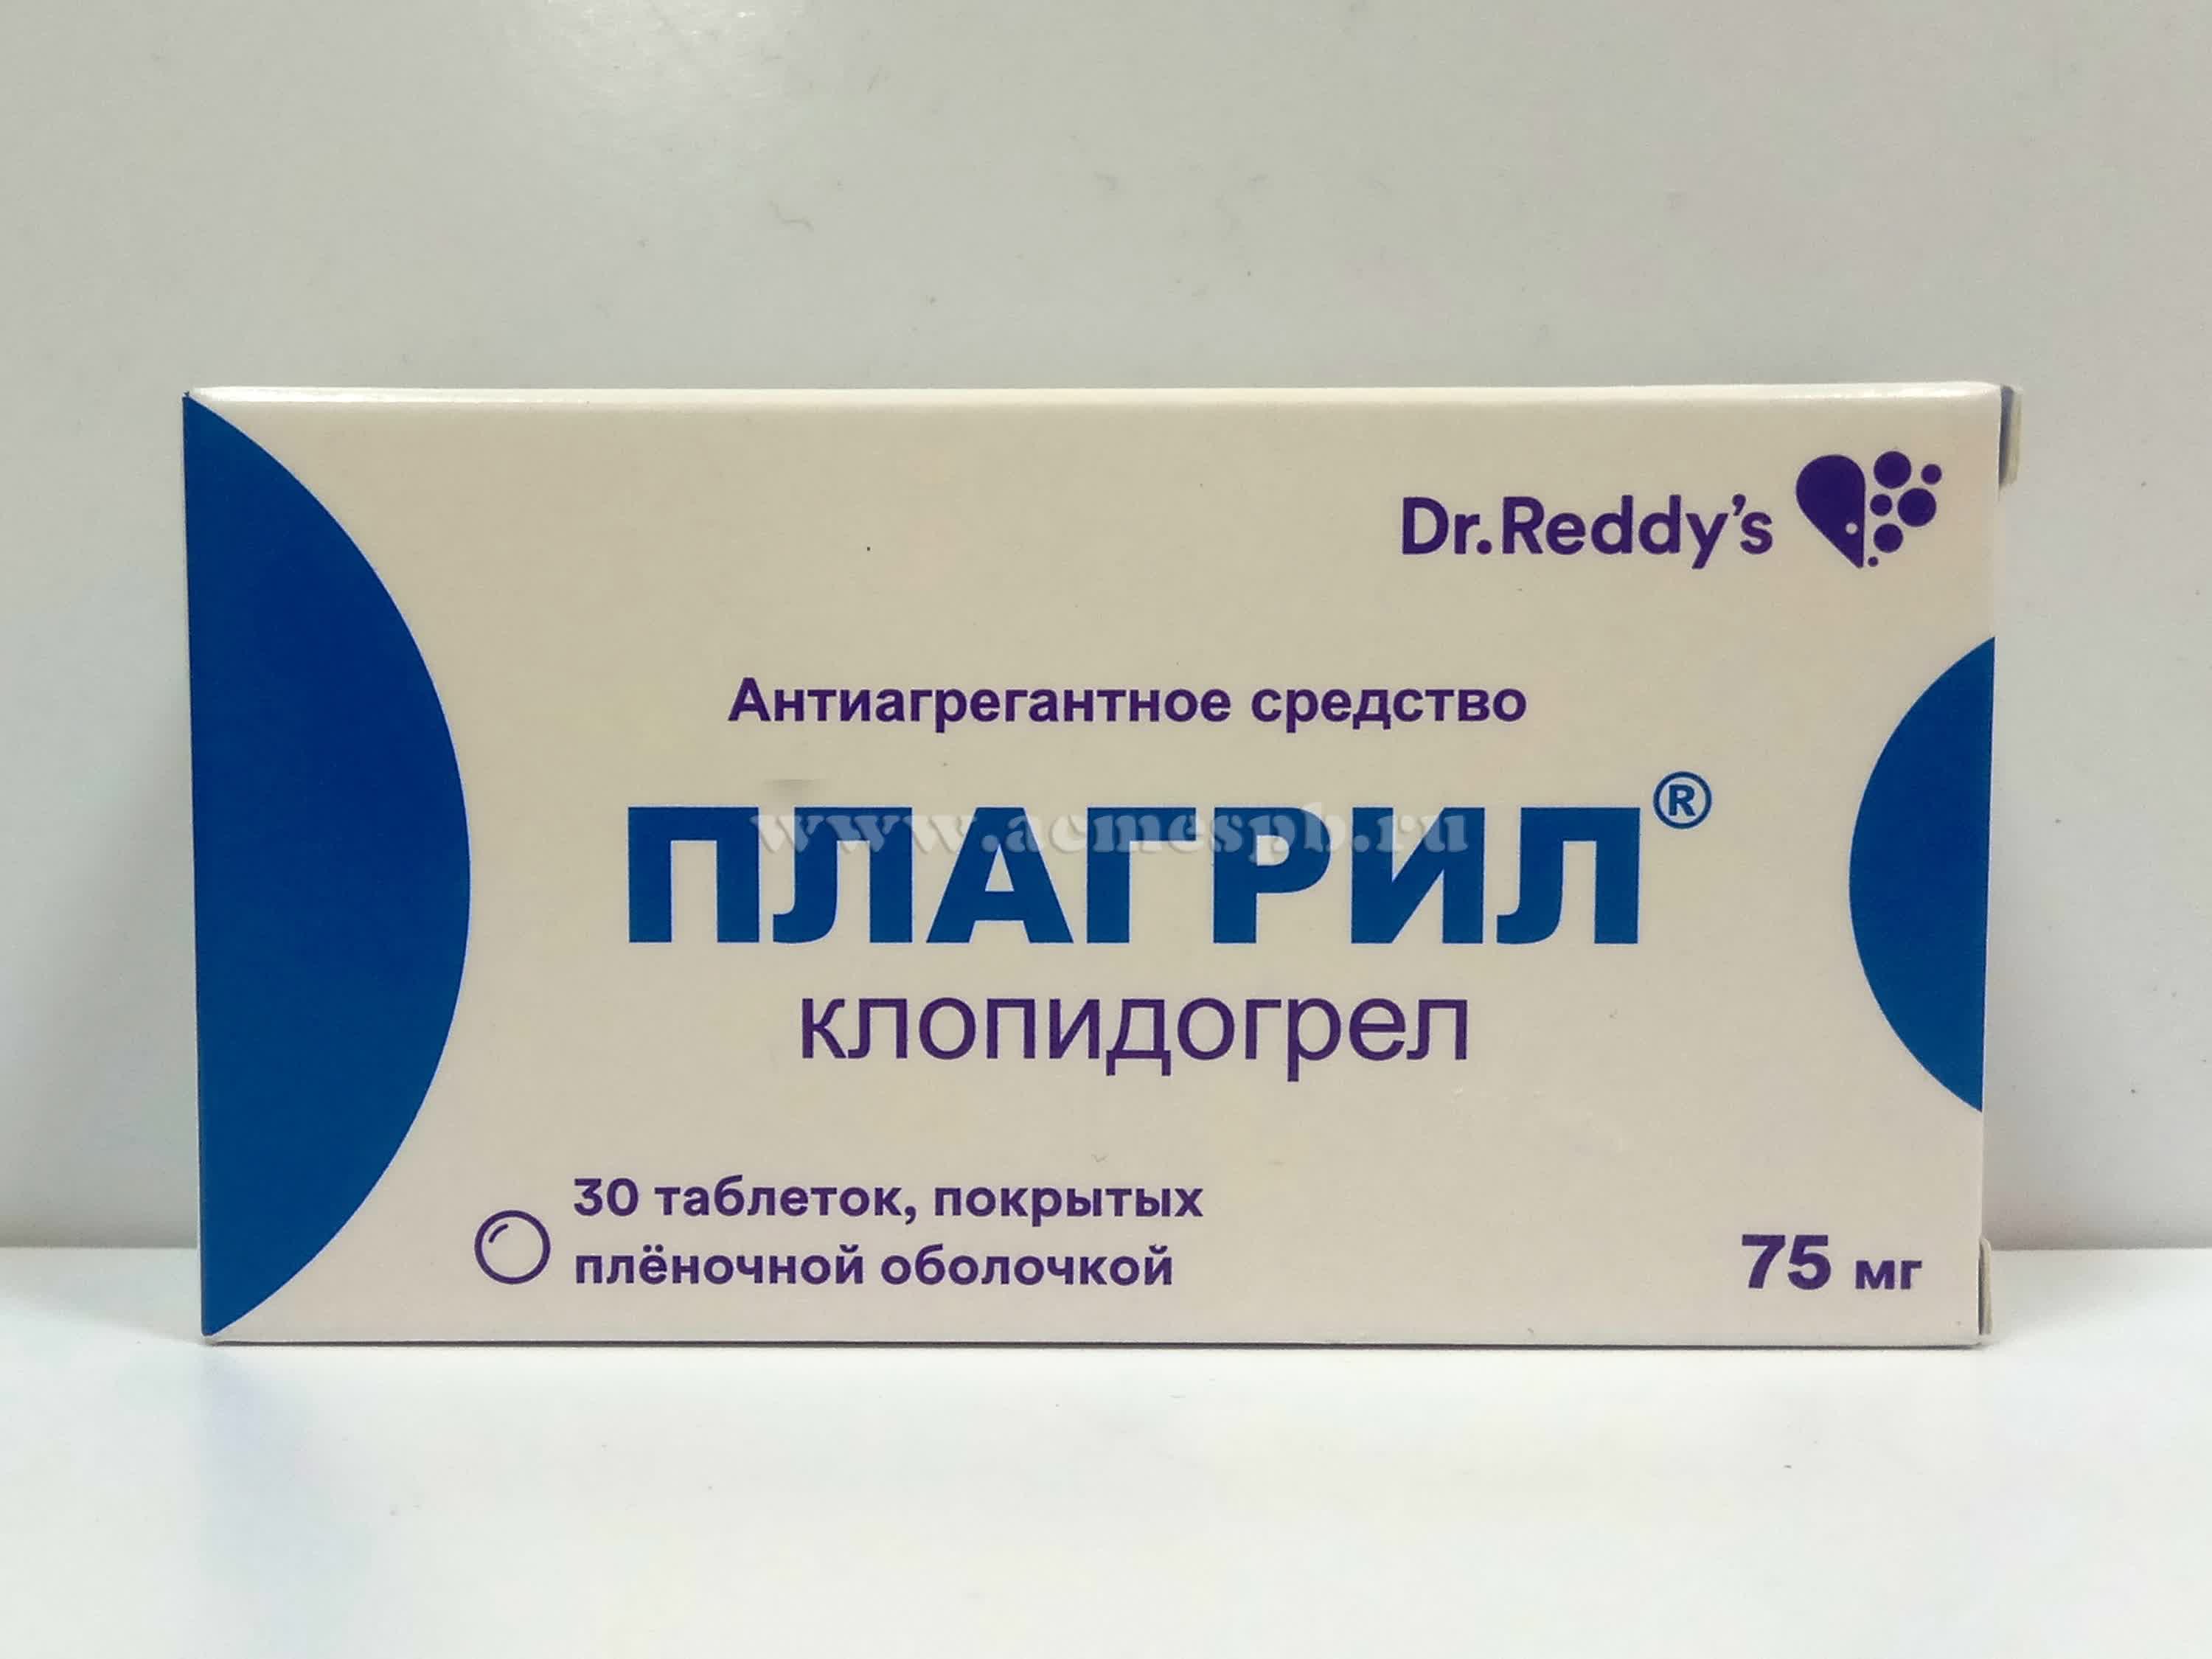 Dr.Reddy's
Антиагрегантное средство
ПЛАГРИЛ®
www.acmespb.ru
клопидогрел
30 таблеток, покрытых
плёночной оболочкой
75 мг